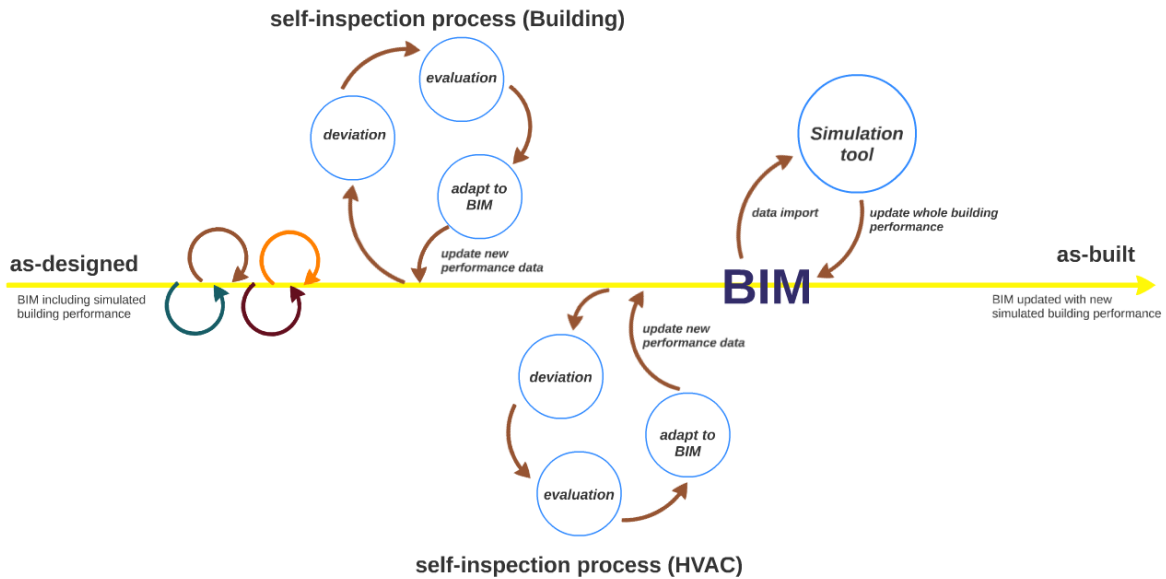 self-inspection process (Building)
evaluation
deviation
adapt to
BIM
update new
performance data
Simulation
tool
data import
update whole building
performance
as-designed
BIM including simulated
building performance
BIM
as-built
BIM updated with new
simulated building performance
update new
performance data
deviation
adapt to
BIM
evaluation
self-inspection process (HVAC)